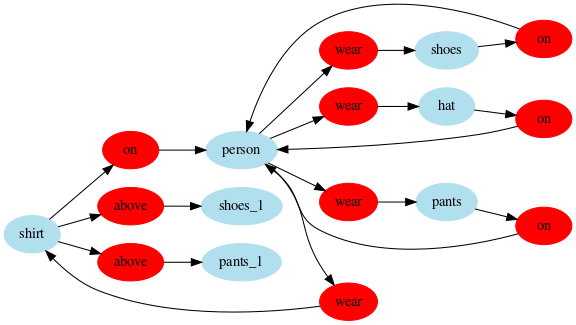 wear
shoes
on
wear
hat
on
on
person
above
shoes_1
wear
pants
on
shirt
above
pants_1
wear